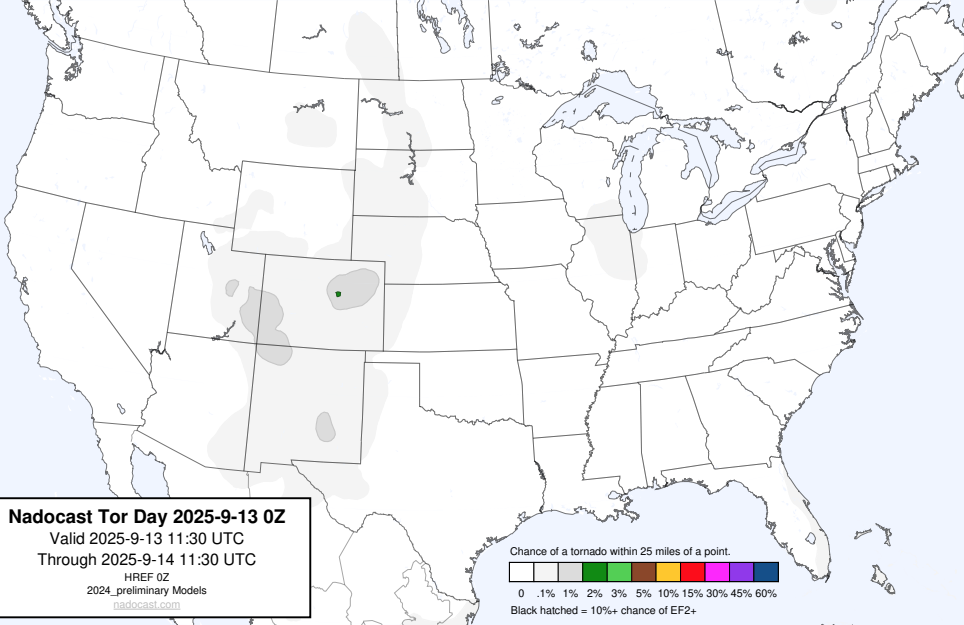 Nadocast Tor Day 2025-9-13 0Z
Valid 2025-9-13 11:30 UTC
Through 2025-9-14 11:30 UTC
HREF 0Z
2024_preliminary Models
nadocast.com
Chance of a tornado within 25 miles of a point.
0 .1% 1% 2% 3% 5% 10% 15% 30% 45% 60%
Black hatched = 10%+ chance of EF2+